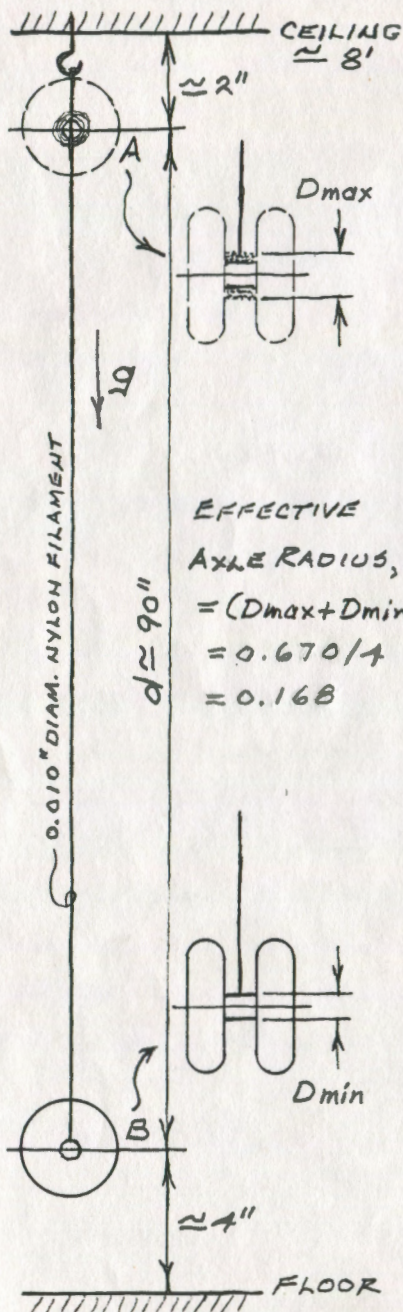 CEILING
≃ 8'
≃ 2"
A
Dmax
g
0.010" DIAM. NYLON FILAMENT
d ≃ 90"
EFFECTIVE
AXLE RADIUS,
= (Dmax+Dmin
= 0.670/4
= 0.168
B
Dmin
≃ 4"
FLOOR